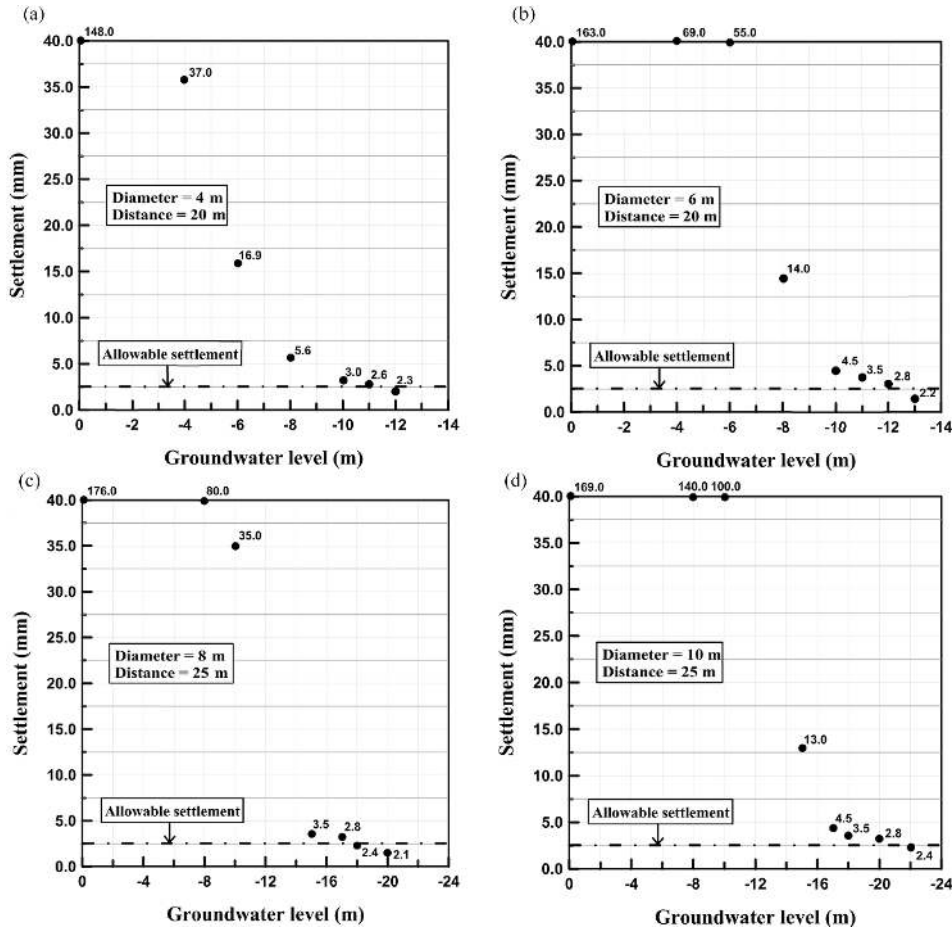 (a)
148.0
40.0
37.0
35.0
30.0
25.0
Diameter = 4 m
Distance = 20 m
20.0
16.9
15.0
10.0
Allowable settlement
5.6
5.0
3.0
2.6
2.3
0.0
0 -2 -4 -6 -8 -10 -12 -14
Settlement (mm)
Groundwater level (m)
(b)
163.0 69.0 55.0
40.0
35.0
30.0
25.0
Diameter = 6 m
Distance = 20 m
20.0
15.0
14.0
10.0
Allowable settlement
5.0
4.5
3.5
2.8
2.2
0.0
0 -2 -4 -6 -8 -10 -12 -14
Settlement (mm)
Groundwater level (m)
(c)
176.0 80.0
40.0
35.0
35.0
30.0
25.0
Diameter = 8 m
Distance = 25 m
20.0
15.0
10.0
Allowable settlement
5.0
3.5
2.8
2.4
2.1
0.0
0 -4 -8 -12 -16 -20 -24
Settlement (mm)
Groundwater level (m)
(d)
169.0 140.0 100.0
40.0
35.0
30.0
25.0
Diameter = 10 m
Distance = 25 m
20.0
15.0
13.0
10.0
Allowable settlement
5.0
4.5
3.5
2.8
2.4
0.0
0 -4 -8 -12 -16 -20 -24
Settlement (mm)
Groundwater level (m)